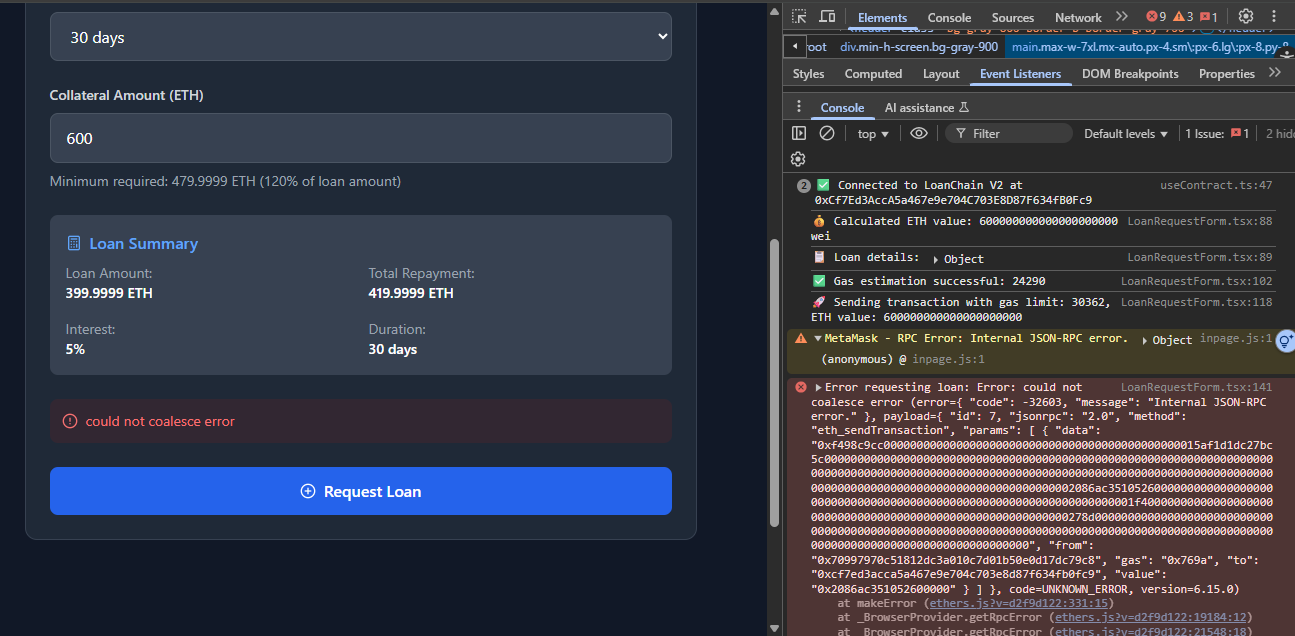 30 days
Collateral Amount (ETH)
600
Minimum required: 479.9999 ETH (120% of loan amount)
Loan Summary
Loan Amount:
399.9999 ETH
Total Repayment:
419.9999 ETH
Interest:
5%
Duration:
30 days
could not coalesce error
Request Loan
Elements Console Sources Network 9 3 1
root div.min-h-screen.bg-gray-900 main.max-w-7xl.mx-auto.px-4.sm\:px-6.lg\:px-8.py-8
Styles Computed Layout Event Listeners DOM Breakpoints Properties
Console AI assistance
top Filter Default levels 1 Issue: 1 2 hid
2 Connected to LoanChain V2 at useContract.ts:47
0xCf7Ed3AccA5a467e9e704C703E8D87F634fB0Fc9
Calculated ETH value: 600000000000000000000 LoanRequestForm.tsx:88
wei
Loan details: Object LoanRequestForm.tsx:89
Gas estimation successful: 24290 LoanRequestForm.tsx:102
Sending transaction with gas limit: 30362, LoanRequestForm.tsx:118
ETH value: 600000000000000000000
MetaMask - RPC Error: Internal JSON-RPC error. Object inpage.js:1
(anonymous) @ inpage.js:1
Error requesting loan: Error: could not LoanRequestForm.tsx:141
coalesce error (error={ "code": -32603, "message": "Internal JSON-RPC
error." }, payload={ "id": 7, "jsonrpc": "2.0", "method":
"eth_sendTransaction", "params": [ { "data":
"from":
"0x70997970c51812dc3a010c7d01b50e0d17dc79c8", "gas": "0x769a", "to":
"0xcf7ed3acca5a467e9e704c703e8d87f634fb0fc9", "value":
"0x2086ac351052600000" } ] }, code=UNKNOWN_ERROR, version=6.15.0)
at makeError (ethers.js?v=d2f9d122:331:15)
at _BrowserProvider.getRpcError (ethers.js?v=d2f9d122:19184:12)
at _BrowserProvider.getRpcError (ethers.js?v=d2f9d122:21548:18)